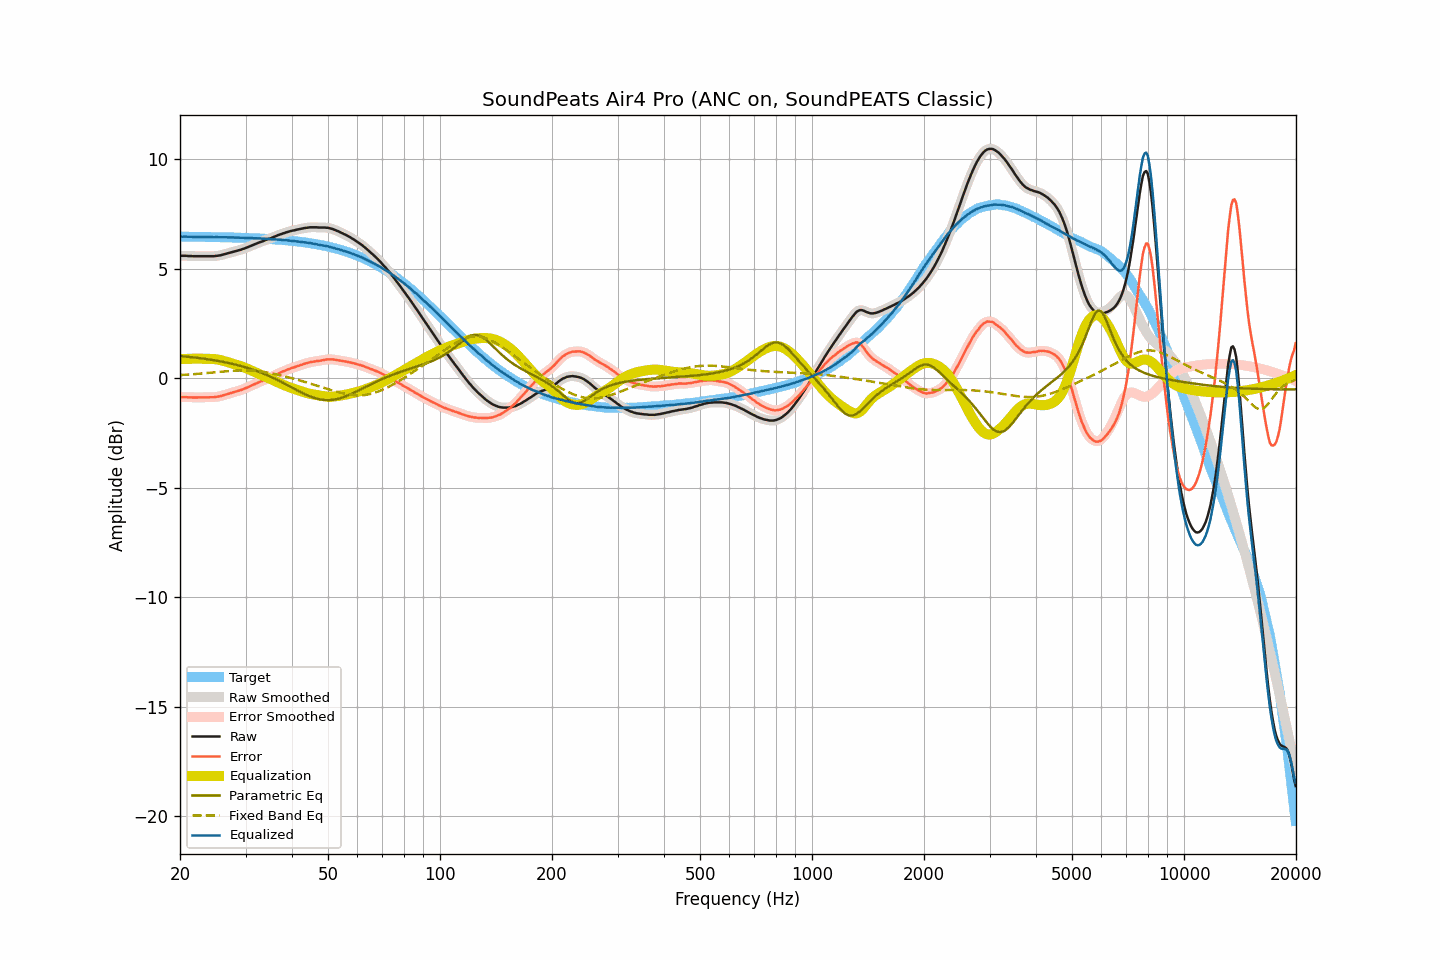 SoundPeats Air4 Pro (ANC on, SoundPEATS Classic)
10
5
0
−5
−10
−15
−20
Amplitude (dBr)
Target
Raw Smoothed
Error Smoothed
Raw
Error
Equalization
Parametric Eq
Fixed Band Eq
Equalized
20 50 100 200 500 1000 2000 5000 10000 20000
Frequency (Hz)